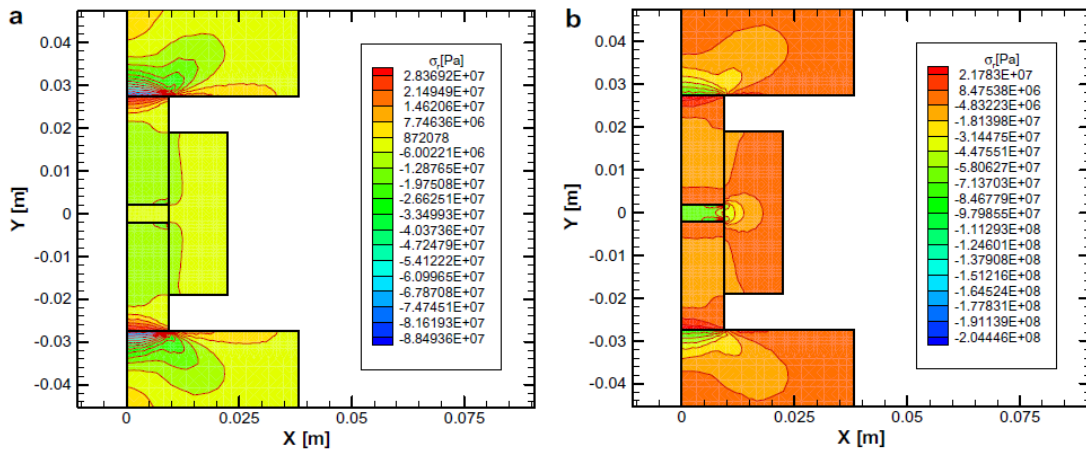 a
Y [m]
0.04
0.03
0.02
0.01
0
-0.01
-0.02
-0.03
-0.04
0
0.025
0.05
0.075
X [m]
σr[Pa]
2.83692E+07
2.14949E+07
1.46206E+07
7.74636E+06
872078
-6.00221E+06
-1.28765E+07
-1.97508E+07
-2.66251E+07
-3.34993E+07
-4.03736E+07
-4.72479E+07
-5.41222E+07
-6.09965E+07
-6.78708E+07
-7.47451E+07
-8.16193E+07
-8.84936E+07
b
Y [m]
0.04
0.03
0.02
0.01
0
-0.01
-0.02
-0.03
-0.04
0
0.025
0.05
0.075
X [m]
σr[Pa]
2.1783E+07
8.47538E+06
-4.83223E+06
-1.81398E+07
-3.14475E+07
-4.47551E+07
-5.80627E+07
-7.13703E+07
-8.46779E+07
-9.79855E+07
-1.11293E+08
-1.24601E+08
-1.37908E+08
-1.51216E+08
-1.64524E+08
-1.77831E+08
-1.91139E+08
-2.04446E+08